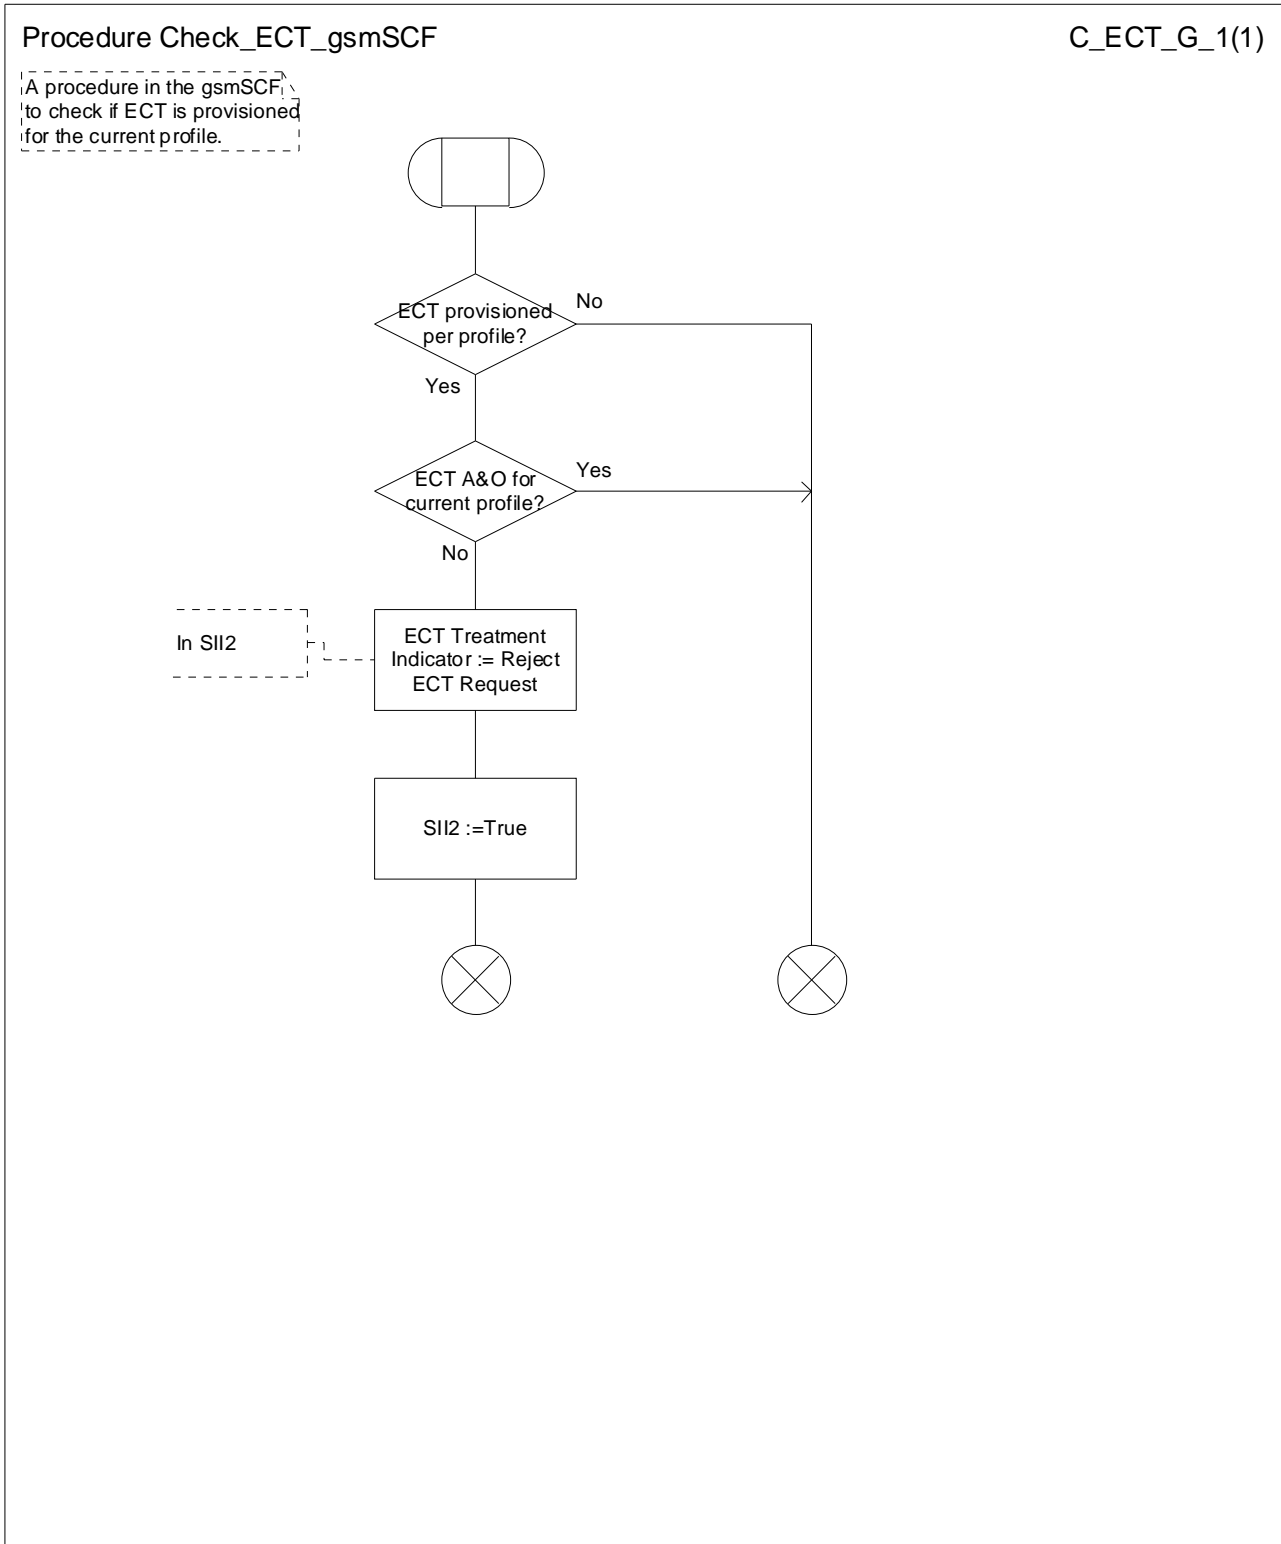 Procedure Check_ECT_gsmSCF
C_ECT_G_1(1)
A procedure in the gsmSCF
to check if ECT is provisioned
for the current profile.
ECT provisioned
per profile?
No
Yes
ECT A&O for
current profile?
Yes
No
In SII2
ECT Treatment
Indicator := Reject
ECT Request
SII2 :=True